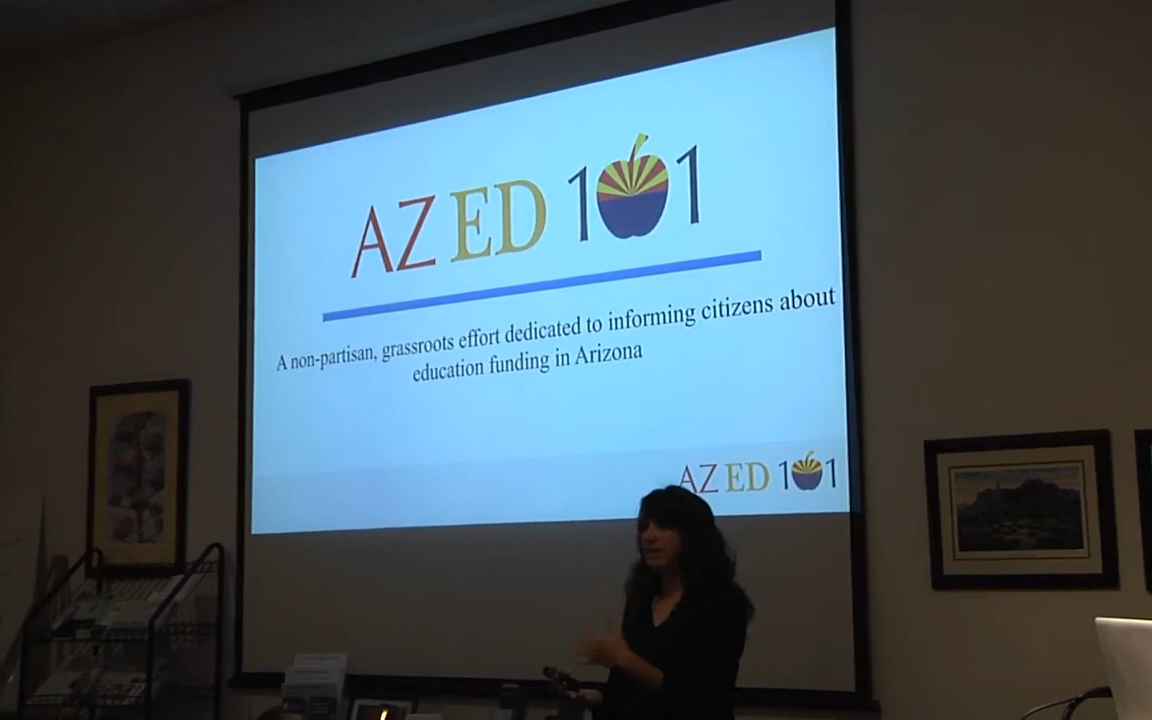 AZ ED 101
A non-partisan, grassroots effort dedicated to informing citizens about
education funding in Arizona
AZ ED 101